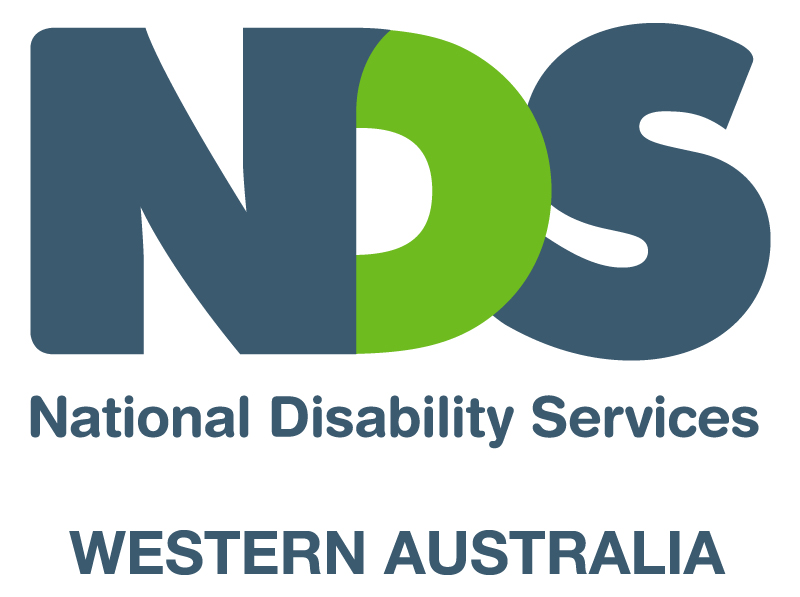 NDS
National Disability Services
WESTERN AUSTRALIA